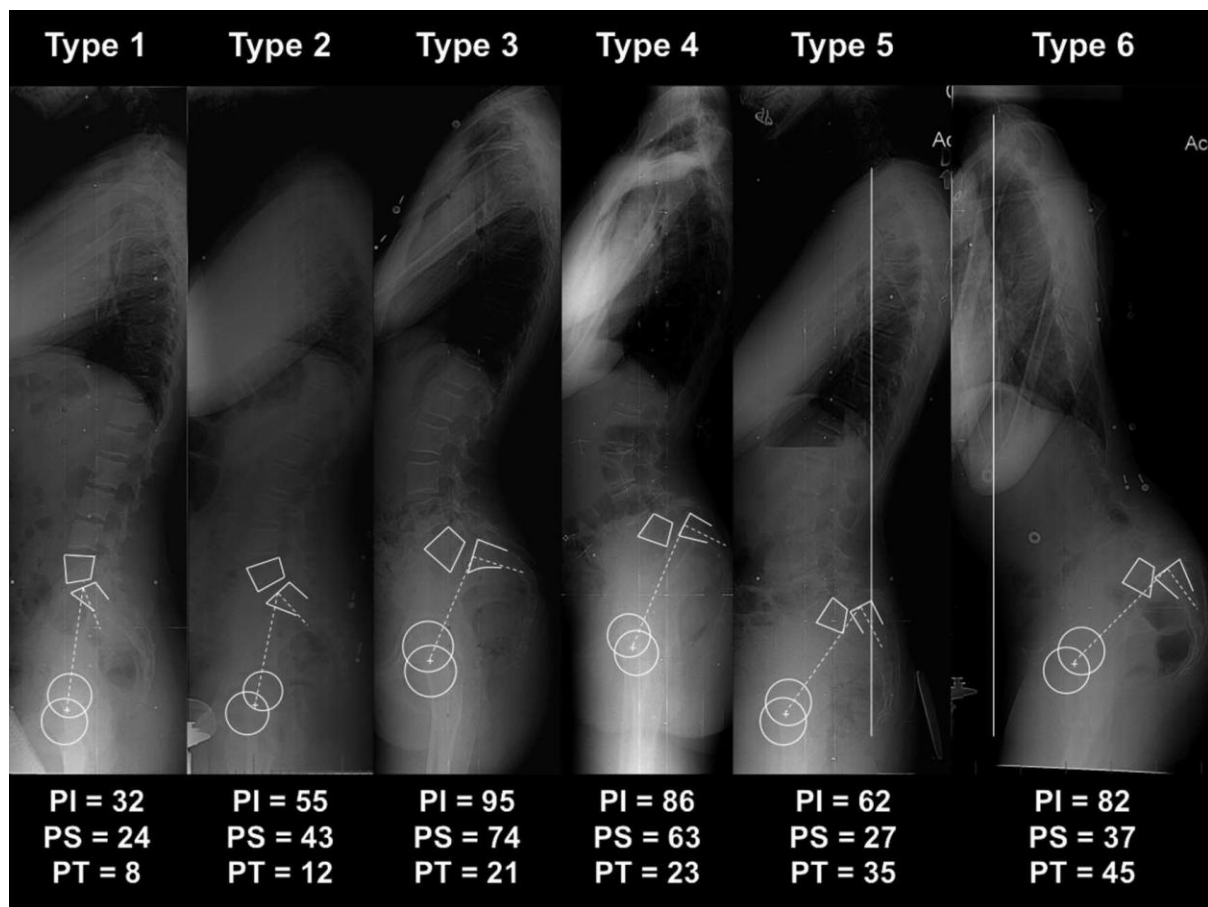 Type 1 Type 2 Type 3 Type 4 Type 5 Type 6
Ac Ac
PI = 32 PI = 55 PI = 95 PI = 86 PI = 62 PI = 82
PS = 24 PS = 43 PS = 74 PS = 63 PS = 27 PS = 37
PT = 8 PT = 12 PT = 21 PT = 23 PT = 35 PT = 45